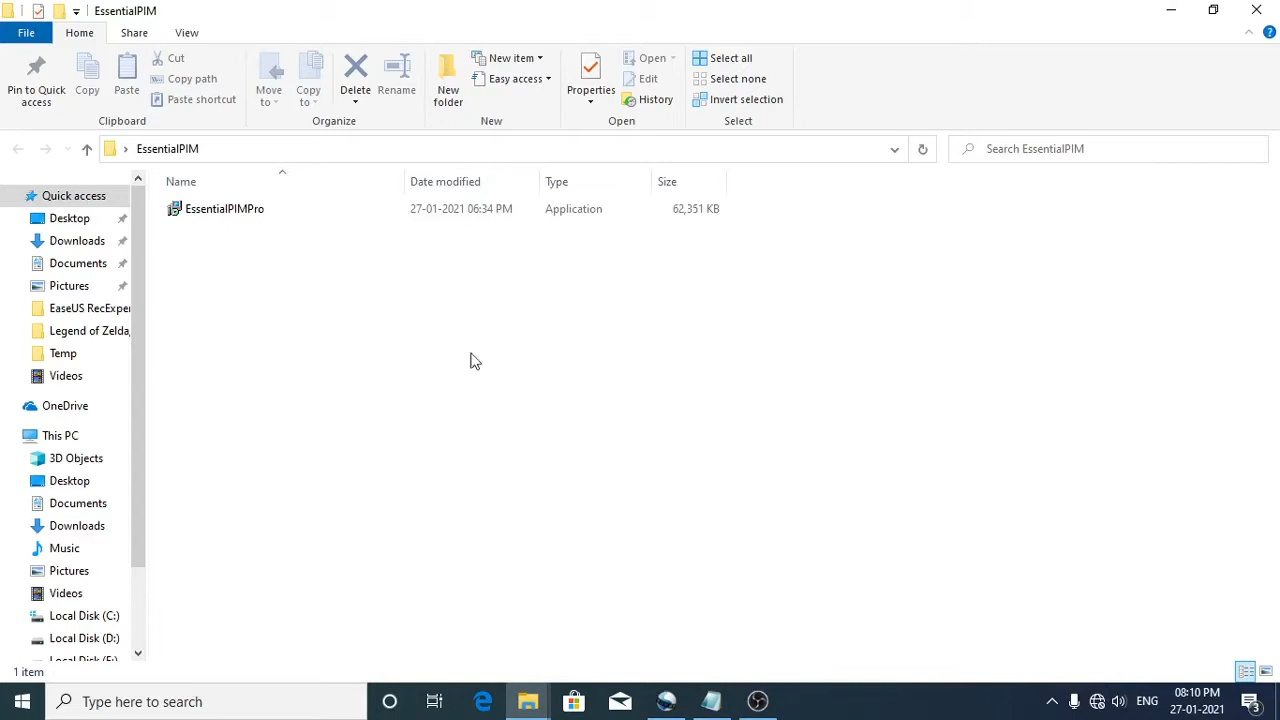 EssentialPIM
File
Home
Share
View
Pin to Quick access
Copy
Paste
Cut
Copy path
Paste shortcut
Clipboard
Move to
Copy to
Delete
Rename
Organize
New folder
New item
Easy access
New
Properties
Open
Edit
History
Open
Select all
Select none
Invert selection
Select
EssentialPIM
Search EssentialPIM
Name
Date modified
Type
Size
EssentialPIMPro
27-01-2021 06:34 PM
Application
62,351 KB
Quick access
Desktop
Downloads
Documents
Pictures
EaseUS RecExper
Legend of Zelda
Temp
Videos
OneDrive
This PC
3D Objects
Desktop
Documents
Downloads
Music
Pictures
Videos
Local Disk (C:)
Local Disk (D:)
1 item
Type here to search
ENG
08:10 PM
27-01-2021
3